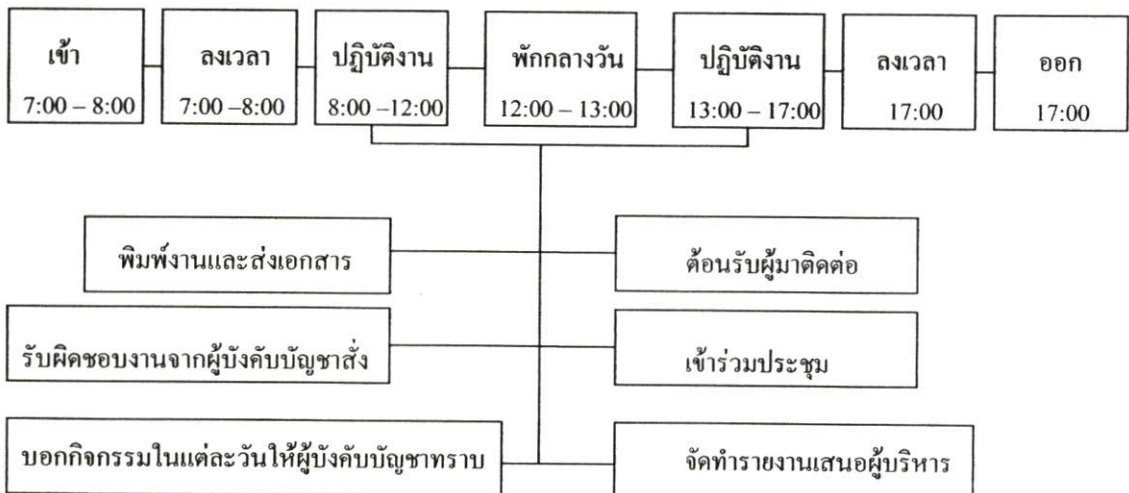 เข้า ลงเวลา ปฏิบัติงาน พักกลางวัน ปฏิบัติงาน ลงเวลา ออก
7:00 – 8:00 7:00 –8:00 8:00 –12:00 12:00 – 13:00 13:00 – 17:00 17:00 17:00
พิมพ์งานและส่งเอกสาร ต้อนรับผู้มาติดต่อ
รับผิดชอบงานจากผู้บังคับบัญชาสั่ง เข้าร่วมประชุม
บอกกิจกรรมในแต่ละวันให้ผู้บังคับบัญชาทราบ จัดทำรายงานเสนอผู้บริหาร